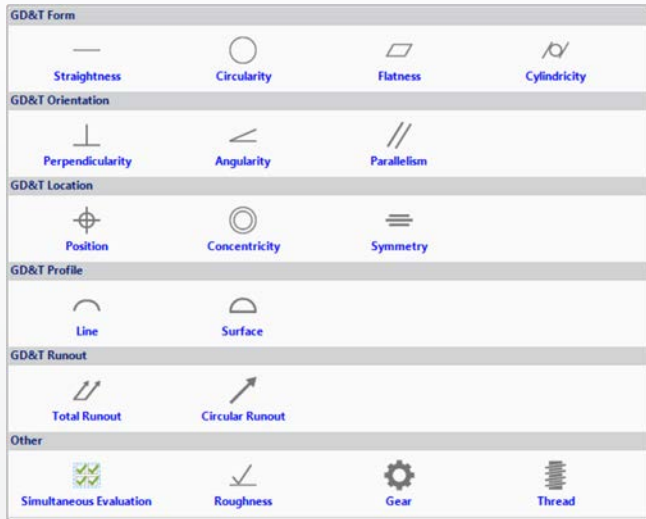 GD&T Form
Straightness Circularity Flatness Cylindricity
GD&T Orientation
Perpendicularity Angularity Parallelism
GD&T Location
Position Concentricity Symmetry
GD&T Profile
Line Surface
GD&T Runout
Total Runout Circular Runout
Other
Simultaneous Evaluation Roughness Gear Thread